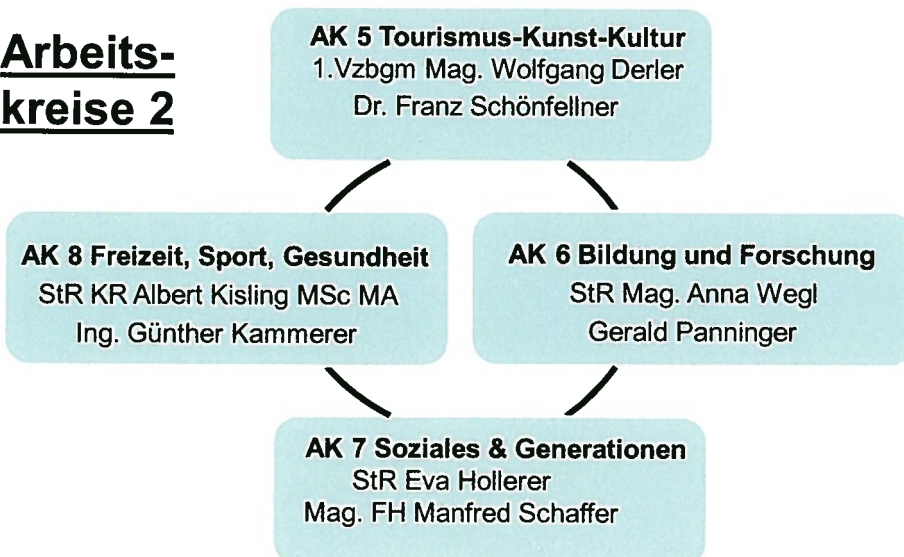 Arbeits-
kreise 2
AK 5 Tourismus-Kunst-Kultur
1.Vzbgm Mag. Wolfgang Derler
Dr. Franz Schönfellner
AK 8 Freizeit, Sport, Gesundheit
StR KR Albert Kisling MSc MA
Ing. Günther Kammerer
AK 6 Bildung und Forschung
StR Mag. Anna Wegl
Gerald Panninger
AK 7 Soziales & Generationen
StR Eva Hollerer
Mag. FH Manfred Schaffer